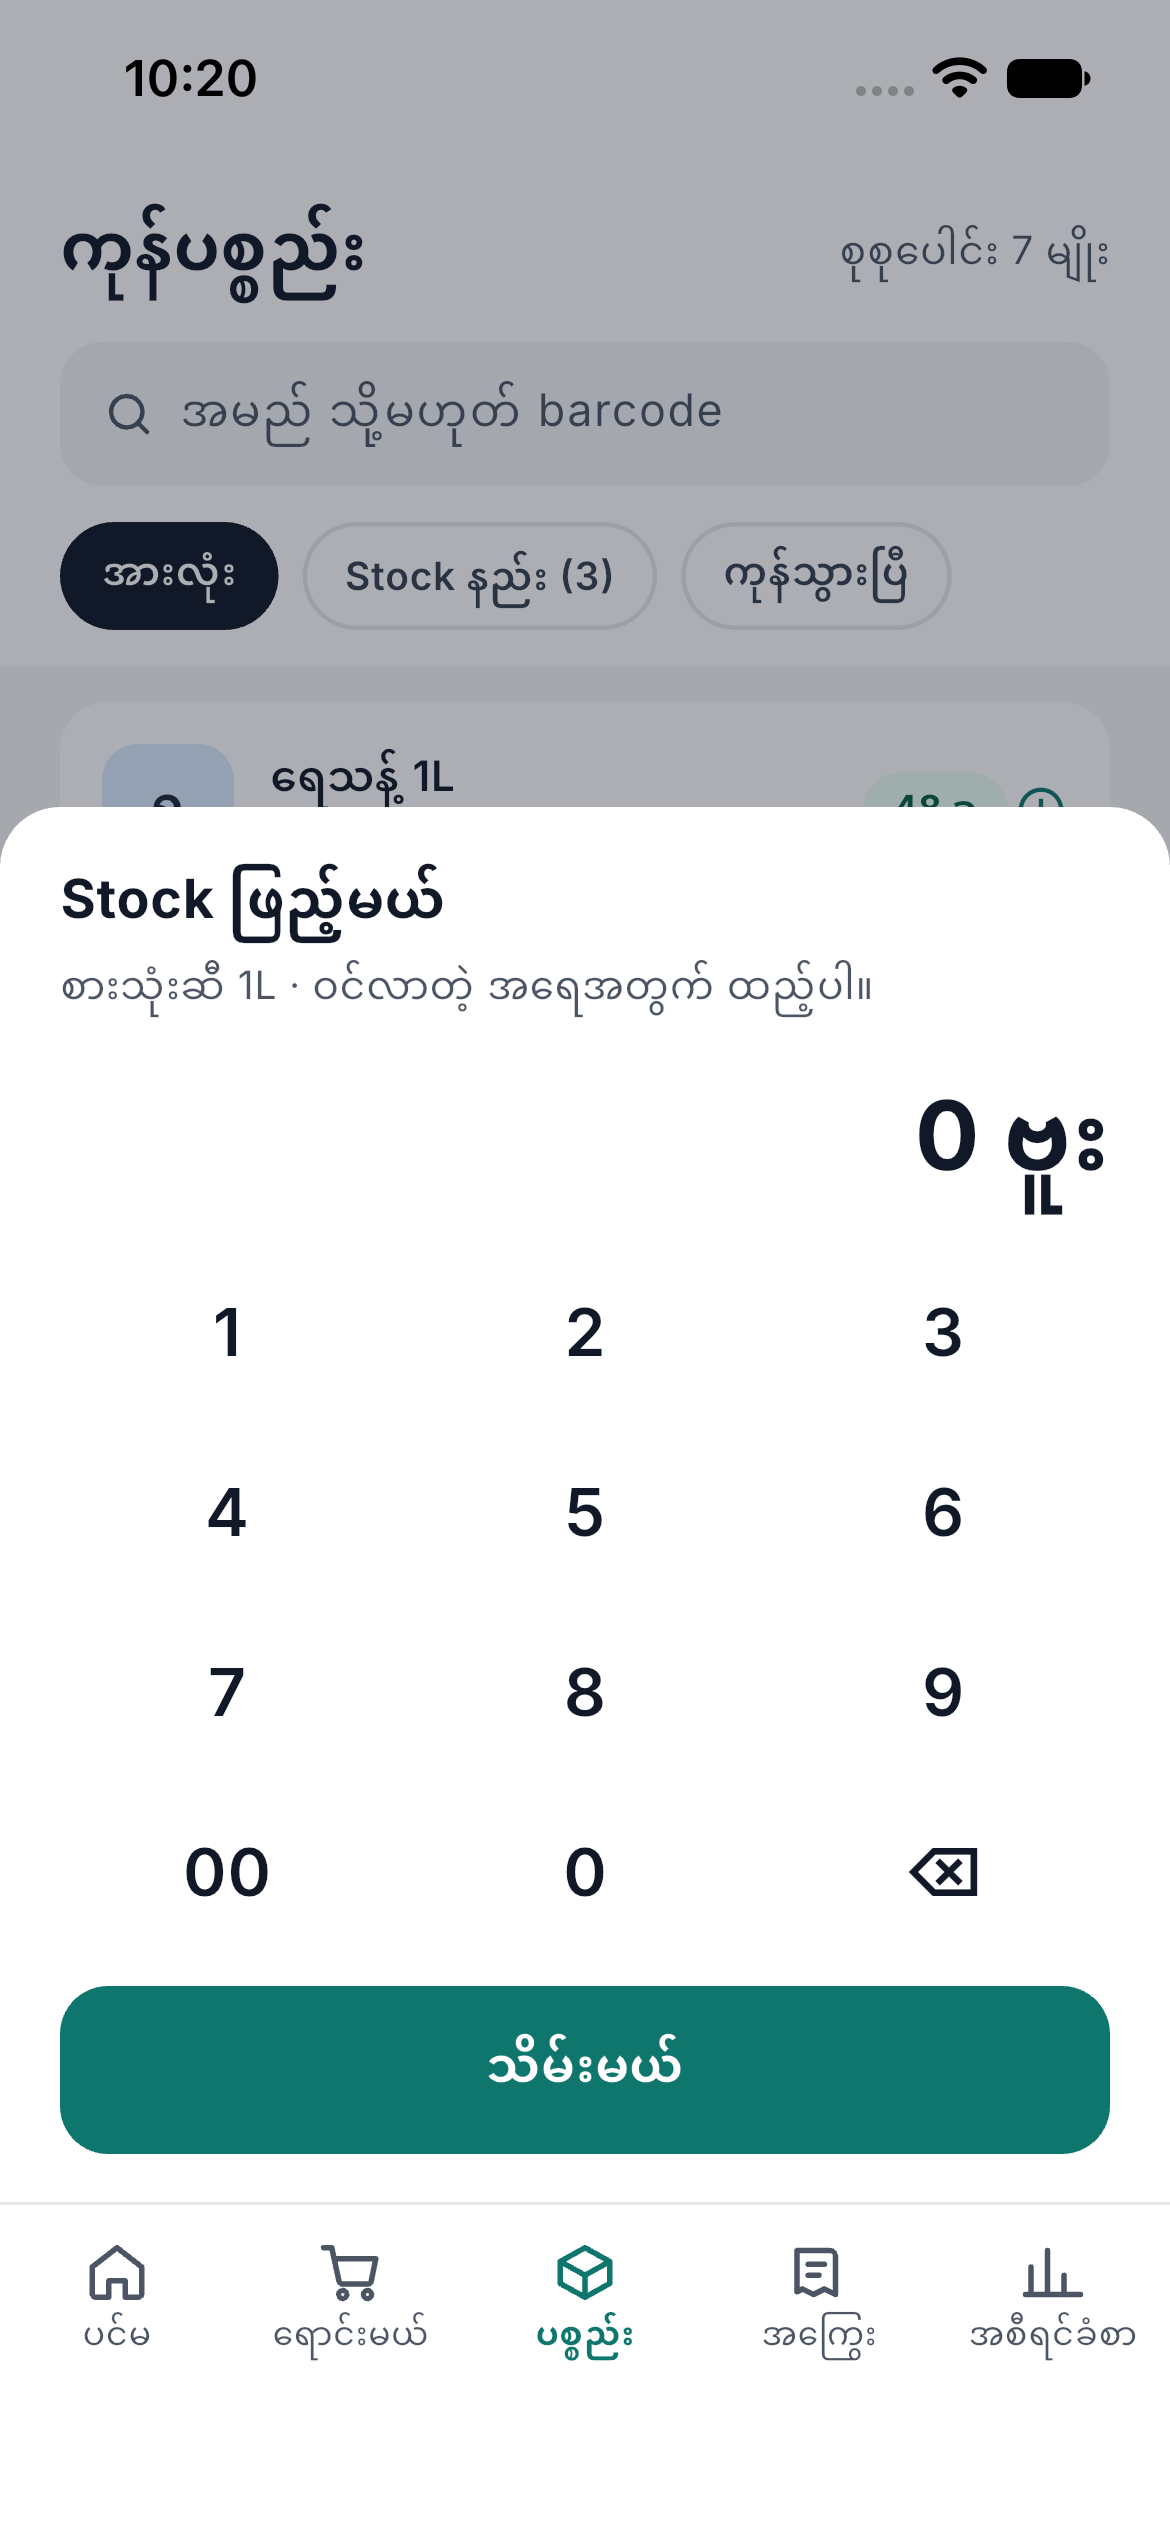 10:20
ကုန်ပစ္စည်း
စုစုပေါင်း 7 မျိုး
အမည် သို့မဟုတ် barcode
အားလုံး
Stock နည်း (3)
ကုန်သွားပြီ
ရေသန့် 1L
Stock ဖြည့်မယ်
စားသုံးဆီ 1L · ဝင်လာတဲ့ အရေအတွက် ထည့်ပါ။
0 ဗူး
1 2 3
4 5 6
7 8 9
00 0
သိမ်းမယ်
ပင်မ
ရောင်းမယ်
ပစ္စည်း
အကြွေး
အစီရင်ခံစာ